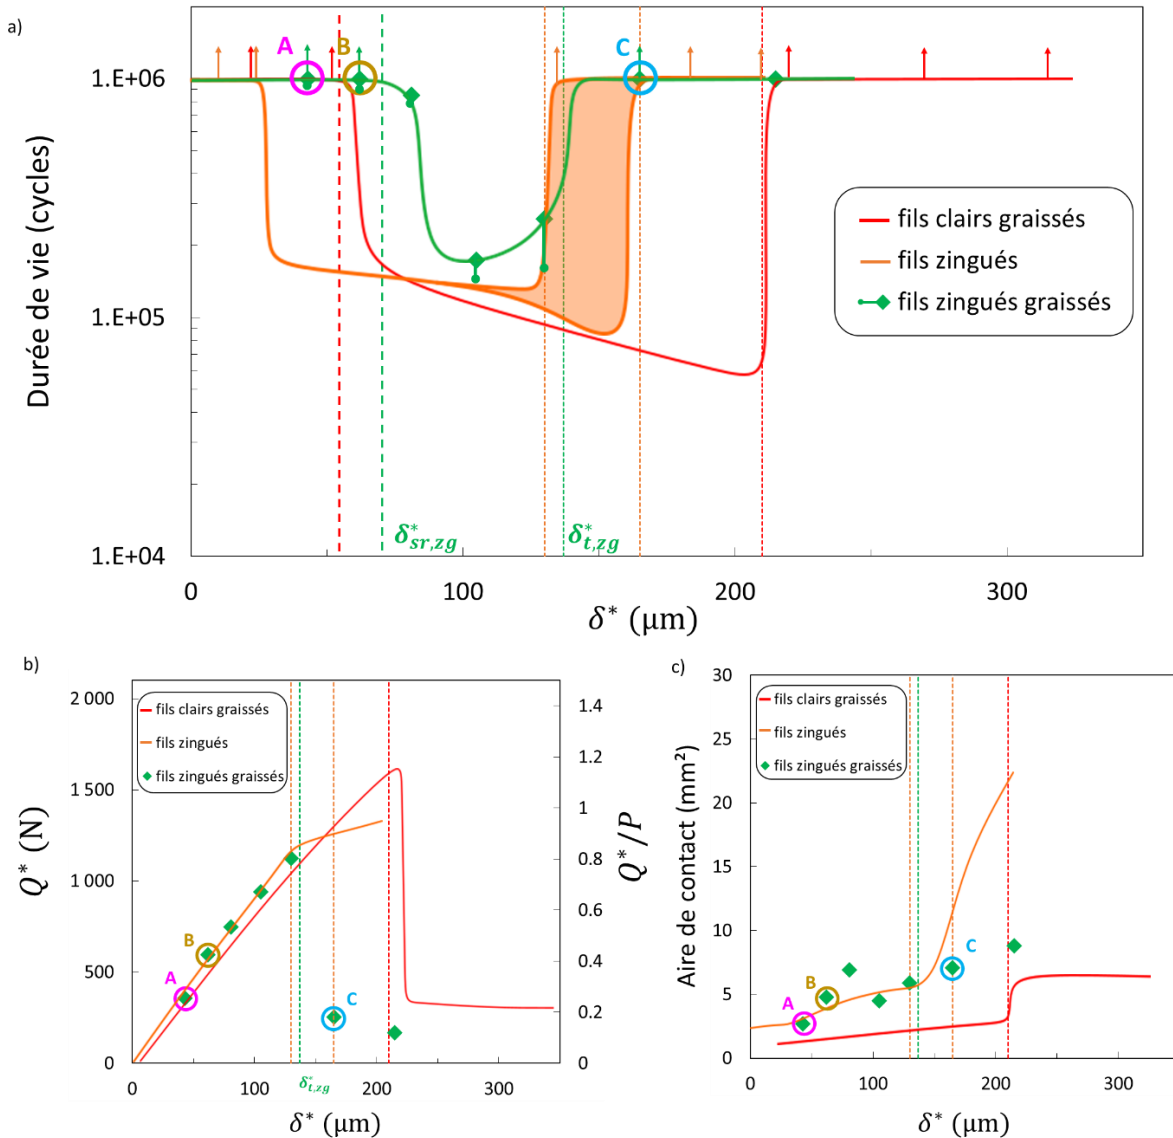 a)
A
B
C
1.E+06
1.E+05
1.E+04
Durée de vie (cycles)
fils clairs graissés
fils zingués
fils zingués graissés
δ*sr,zg
δ*t,zg
0
100
200
300
δ* (µm)
b)
2 000
1 500
1 000
500
0
Q* (N)
fils clairs graissés
fils zingués
fils zingués graissés
A
B
C
1.4
1.2
1
0.8
0.6
0.4
0.2
0
Q*/P
0
100
δ*t,zg
200
300
δ* (µm)
c)
30
25
20
15
10
5
0
Aire de contact (mm²)
fils clairs graissés
fils zingués
fils zingués graissés
A
B
C
0
100
200
300
δ* (µm)